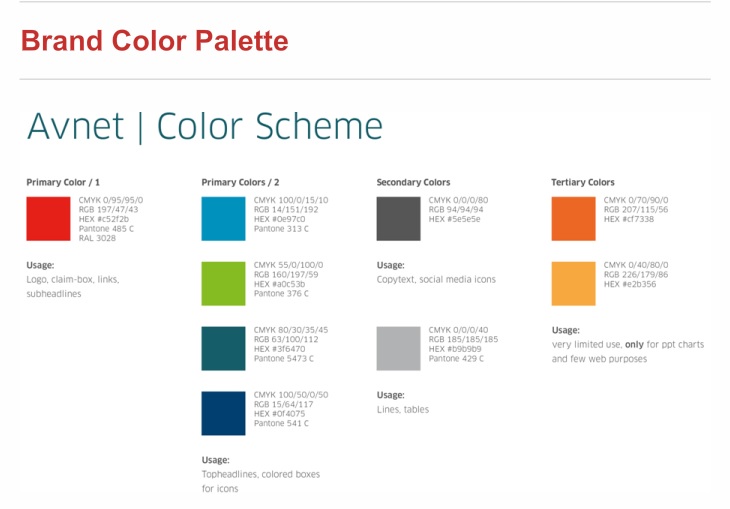 Brand Color Palette
Avnet | Color Scheme
Primary Color / 1
CMYK 0/95/95/0
RGB 197/47/43
HEX #c52f2b
Pantone 485 C
RAL 3028
Usage:
Logo, claim-box, links,
subheadlines
Primary Colors / 2
CMYK 100/0/15/10
RGB 14/151/192
HEX #0e97c0
Pantone 313 C
CMYK 55/0/100/0
RGB 160/197/59
HEX #a0c53b
Pantone 376 C
CMYK 80/30/35/45
RGB 63/100/112
HEX #3f6470
Pantone 5473 C
CMYK 100/50/0/50
RGB 15/64/117
HEX #0f4075
Pantone 541 C
Usage:
Topheadlines, colored boxes
for icons
Secondary Colors
CMYK 0/0/0/80
RGB 94/94/94
HEX #5e5e5e
Usage:
Copytext, social media icons
CMYK 0/0/0/40
RGB 185/185/185
HEX #b9b9b9
Pantone 429 C
Usage:
Lines, tables
Tertiary Colors
CMYK 0/70/90/0
RGB 207/115/56
HEX #cf7338
CMYK 0/40/80/0
RGB 226/179/86
HEX #e2b356
Usage:
very limited use, only for ppt charts
and few web purposes